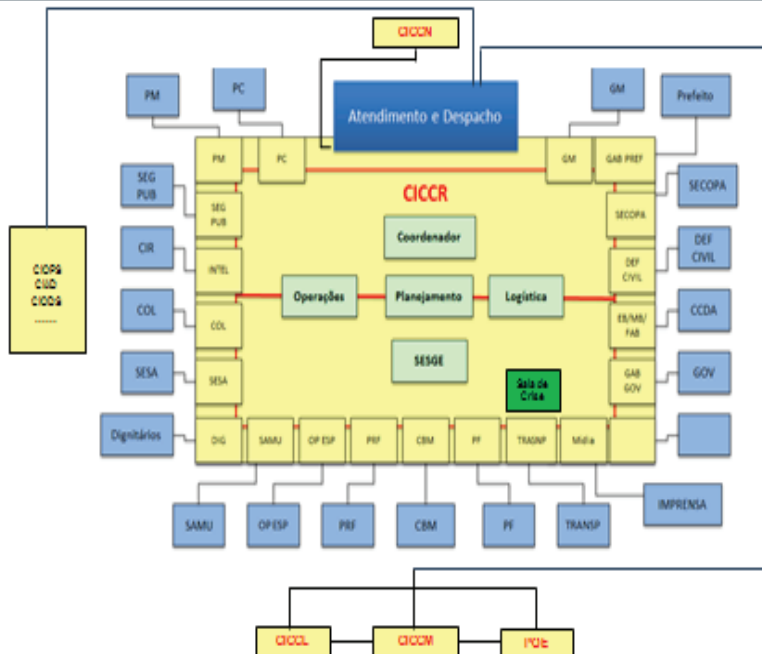 CICCN
PC
GM
PM
Atendimento e Despacho
Prefeito
PM
PC
GM
GAB PREF
SEG
PUB
SEG
PUB
CICCR
SECOPA
SECOPA
Coordenador
CIR
INTEL
DEF
CIVIL
DEF
CIVIL
CIOPS
CIODS
......
Operações
Planejamento
Logística
COL
COL
EB/MB/
FAB
CCDA
SESGE
SESA
SESA
Sala de
Crise
GAB
GOV
GOV
Dignitários
DIG
SAMU
OP ESP
PRF
CBM
PF
TRASNP
Mídia
SAMU
OP ESP
PRF
CBM
PF
TRANSP
IMPRENSA
CICCL
CICCM